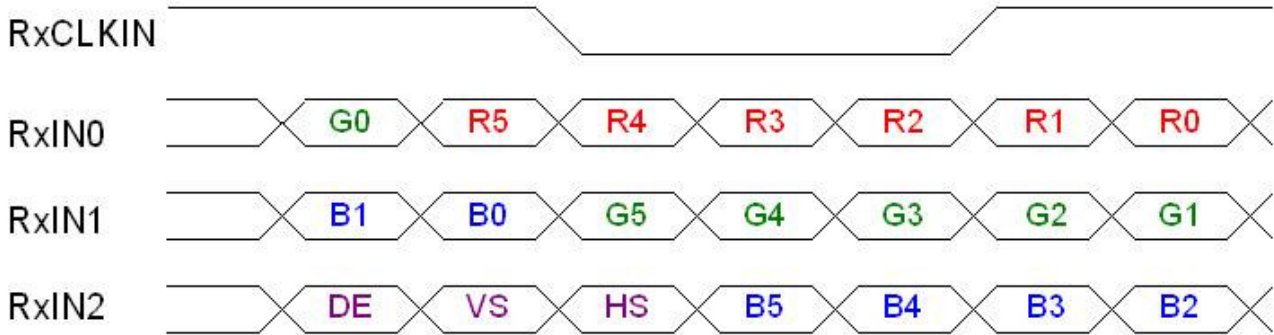 RxCLKIN
RxIN0 G0 R5 R4 R3 R2 R1 R0
RxIN1 B1 B0 G5 G4 G3 G2 G1
RxIN2 DE VS HS B5 B4 B3 B2